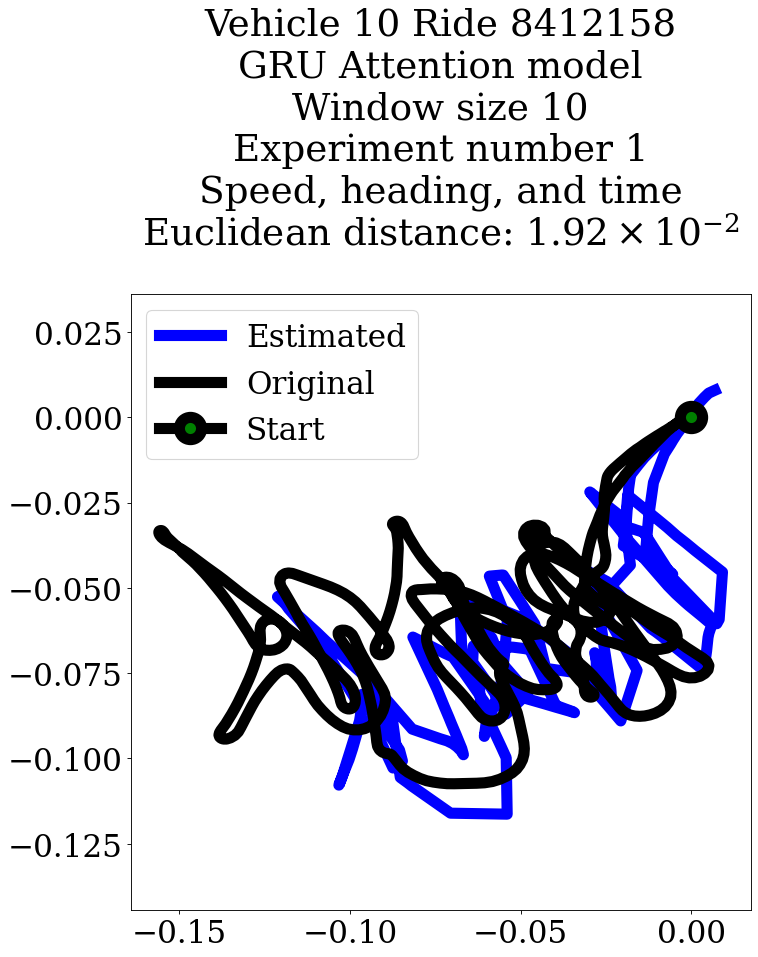 Vehicle 10 Ride 8412158
GRU Attention model
Window size 10
Experiment number 1
Speed, heading, and time
Euclidean distance: 1.92 × 10⁻²
Estimated
Original
Start
0.025
0.000
−0.025
−0.050
−0.075
−0.100
−0.125
−0.15 −0.10 −0.05 0.00